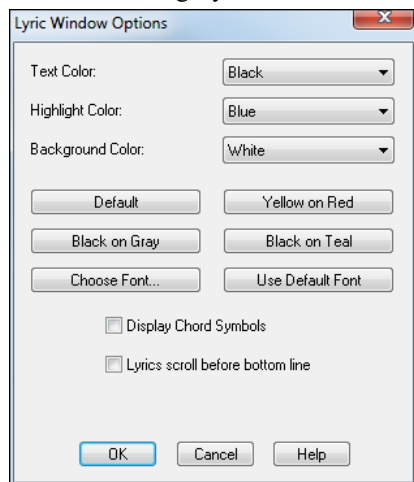 Lyric Window Options
Text Color: Black
Highlight Color: Blue
Background Color: White
Default Yellow on Red
Black on Gray Black on Teal
Choose Font... Use Default Font
Display Chord Symbols
Lyrics scroll before bottom line
OK Cancel Help